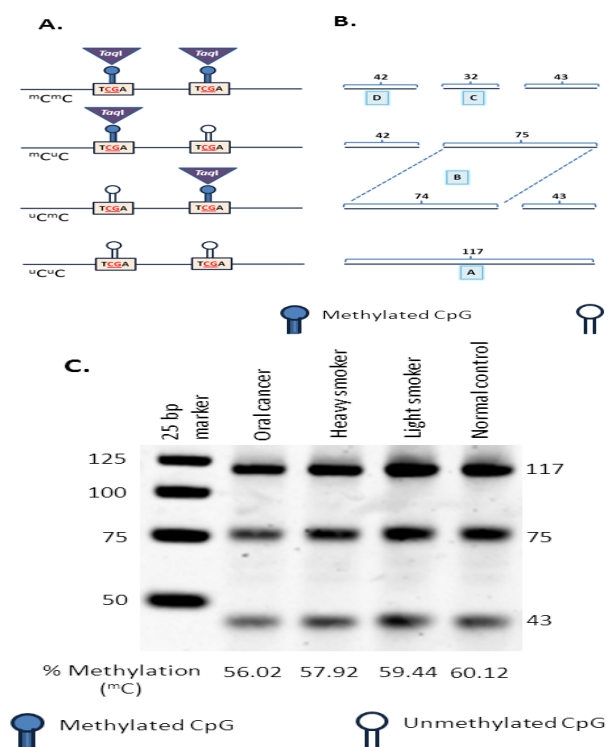 A.
B.
TaqI TaqI
TCGA TCGA
mCmC
42 32 43
D C
TaqI
TCGA TCGA
mCuC
42 75
B
TaqI
TCGA TCGA
uCmC
74 43
TCGA TCGA
uCuC
117
A
Methylated CpG
C.
25 bp marker
Oral cancer
Heavy smoker
Light smoker
Normal control
125 117
100
75 75
50
43
% Methylation 56.02 57.92 59.44 60.12
(mC)
Methylated CpG Unmethylated CpG